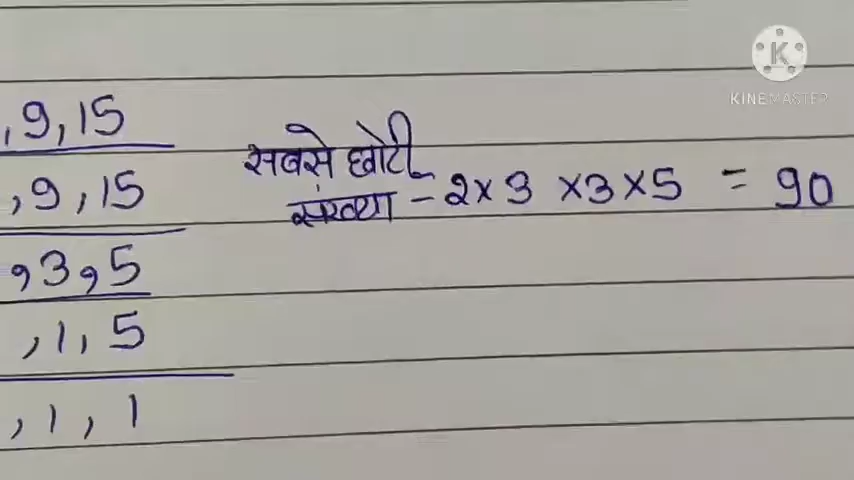 K
KINEMASTER
,9,15
,9,15
,3,5
,1,5
,1,1
सबसे छोटी
संख्या - 2 × 3 × 3 × 5 = 90